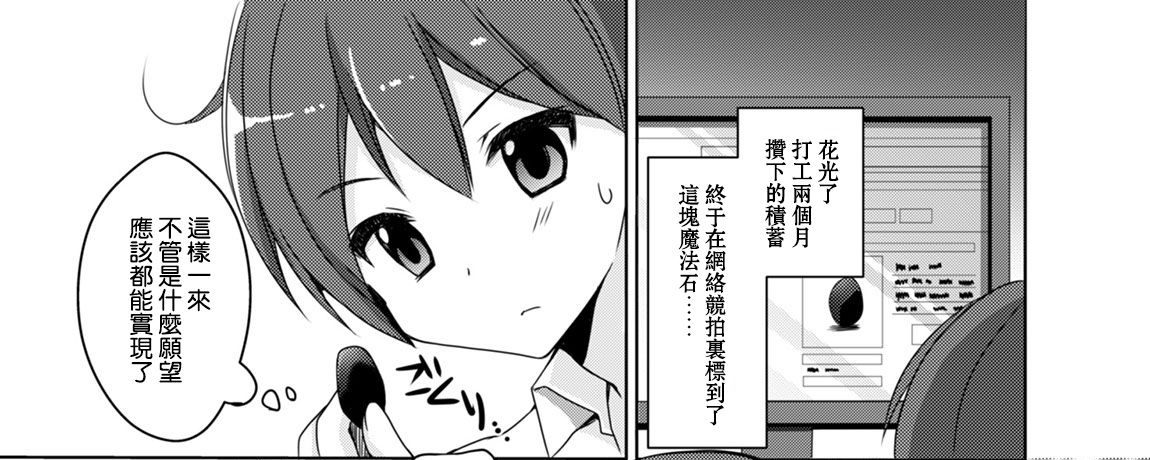 花光了
打工兩個月
攢下的積蓄
終于在網絡競拍裏標到了
這塊魔法石……
這樣一來
不管是什麼願望
應該都能實現了